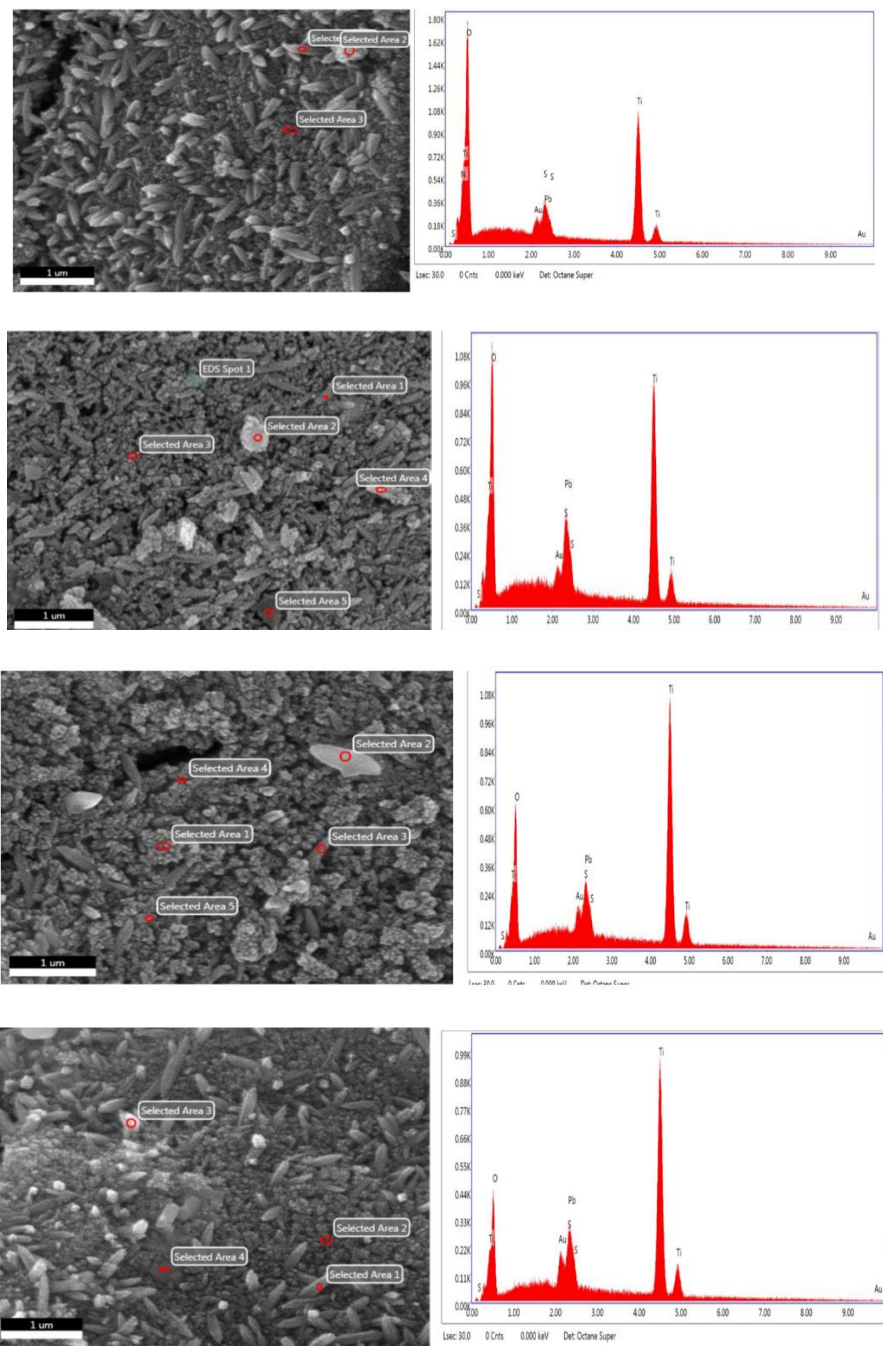 Selected Area 2
Selected Area 3
1 um
1.80K
1.62K
1.44K
1.26K
1.08K
0.90K
0.72K
0.54K
0.36K
0.18K
0.00K
O
Ti
N
S
Au
S
S
Pb
Ti
Ti
Au
0.00 1.00 2.00 3.00 4.00 5.00 6.00 7.00 8.00 9.00
Lsec: 30.0 0 Cnts 0.000 keV Det: Octane Super
EDS Spot 1
Selected Area 1
Selected Area 2
Selected Area 3
Selected Area 4
Selected Area 5
1 um
1.08K
0.96K
0.84K
0.72K
0.60K
0.48K
0.36K
0.24K
0.12K
0.00K
O
Ti
S
Au
Pb
S
S
Ti
Ti
Au
1.00 2.00 3.00 4.00 5.00 6.00 7.00 8.00 9.00
Selected Area 2
Selected Area 4
Selected Area 1
Selected Area 3
Selected Area 5
1 um
1.08K
0.96K
0.84K
0.72K
0.60K
0.48K
0.36K
0.24K
0.12K
0.00K
O
Ti
S
Au
Pb
S
S
Ti
Ti
Au
0.00 1.00 2.00 3.00 4.00 5.00 6.00 7.00 8.00 9.00
Lsec: 30.0 0 Cnts 0.000 keV Det: Octane Super
Selected Area 3
Selected Area 2
Selected Area 4
Selected Area 1
1 um
0.99K
0.88K
0.77K
0.66K
0.55K
0.44K
0.33K
0.22K
0.11K
0.00K
O
Ti
S
Au
Pb
S
S
Ti
Ti
Au
0.00 1.00 2.00 3.00 4.00 5.00 6.00 7.00 8.00 9.00
Lsec: 30.0 0 Cnts 0.000 keV Det: Octane Super